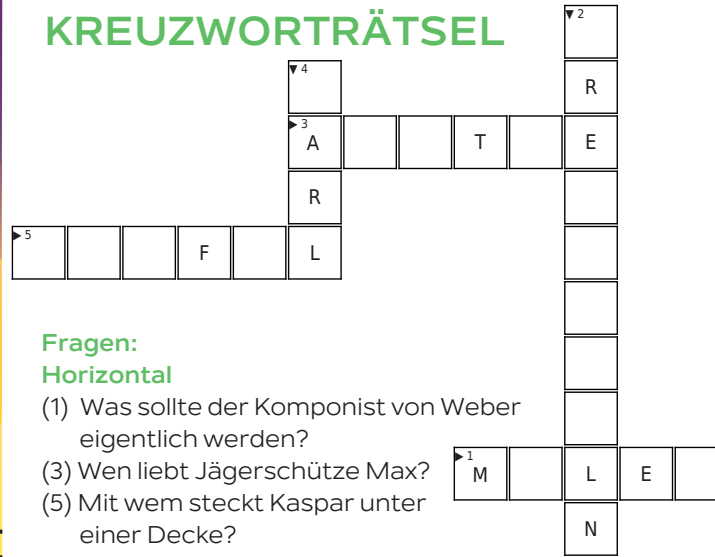 KREUZWORTRÄTSEL
▼ 2
▼ 4
R
▶ 3
A T E
R
▶ 5
F L
Fragen:
Horizontal
(1) Was sollte der Komponist von Weber
eigentlich werden?
(3) Wen liebt Jägerschütze Max?
(5) Mit wem steckt Kaspar unter
einer Decke?
▶ 1
M L E
N